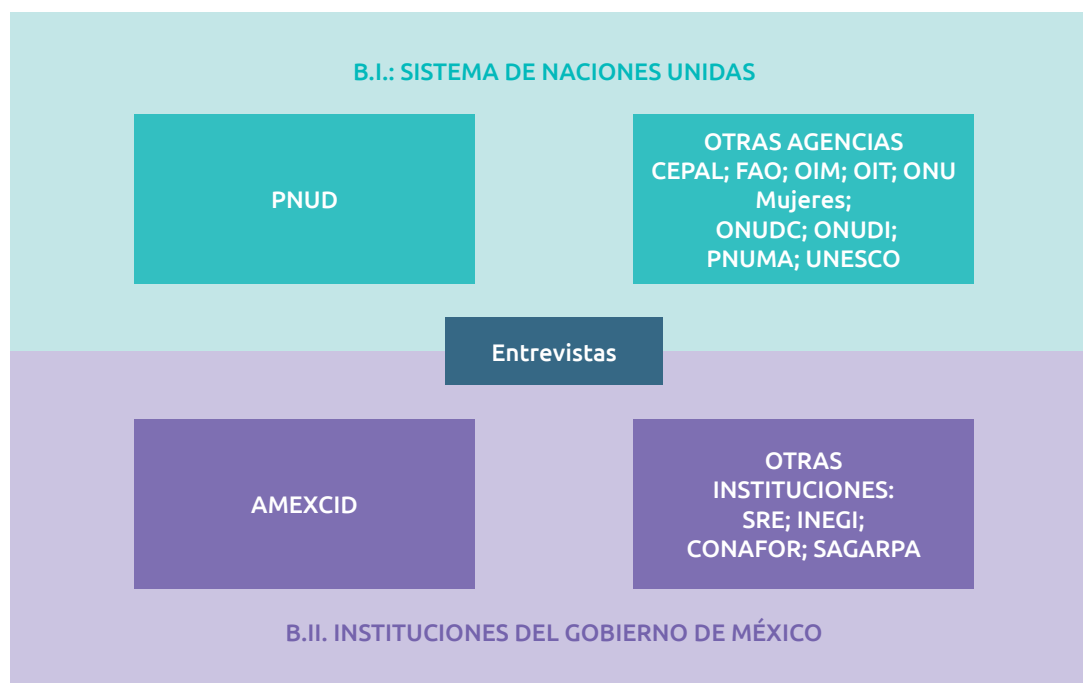 B.I.: SISTEMA DE NACIONES UNIDAS
PNUD
OTRAS AGENCIAS
CEPAL; FAO; OIM; OIT; ONU
Mujeres;
ONUDC; ONUDI;
PNUMA; UNESCO
Entrevistas
AMEXCID
OTRAS
INSTITUCIONES:
SRE; INEGI;
CONAFOR; SAGARPA
B.II. INSTITUCIONES DEL GOBIERNO DE MÉXICO